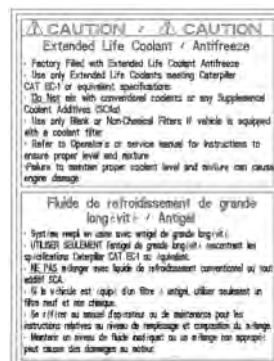 ⚠ CAUTION / ⚠ CAUTION
Extended Life Coolant / Antifreeze
- Factory Filled with Extended Life Coolant Antifreeze
- Use only Extended Life Coolants meeting Caterpillar
CAT EC-1 or equivalent specifications
- Do Not mix with conventional coolants or any Supplemental
Coolant Additives (SCAs)
- Use only Blank or Non-Chemical Filters if vehicle is equipped
with a coolant filter
- Refer to Operator's or service manual for instructions to
ensure proper level and mixture
-Failure to maintain proper coolant level and mixture can cause
engine damage
Fluide de refroidissement de grande
longévité / Antigel
- Système rempli en usine avec antigel de grande longévité
- UTILISER SEULEMENT l'antigel de grande longévité rencontrant les
spécifications Caterpillar CAT EC1 ou équivalent.
- NE PAS mélanger avec liquide de refroidissement conventionnel ou tout
additif SCA.
- Si le véhicule est équipé d'un filtre à antigel, utiliser seulement un
filtre neuf et non chimique.
- Se référer au manuel d'opérateur ou de maintenance pour les
instructions relatives au niveau de remplissage et composition du mélange.
- Maintenir un niveau de fluide inadéquat ou un mélange non approprié
peut causer des dommages au moteur.